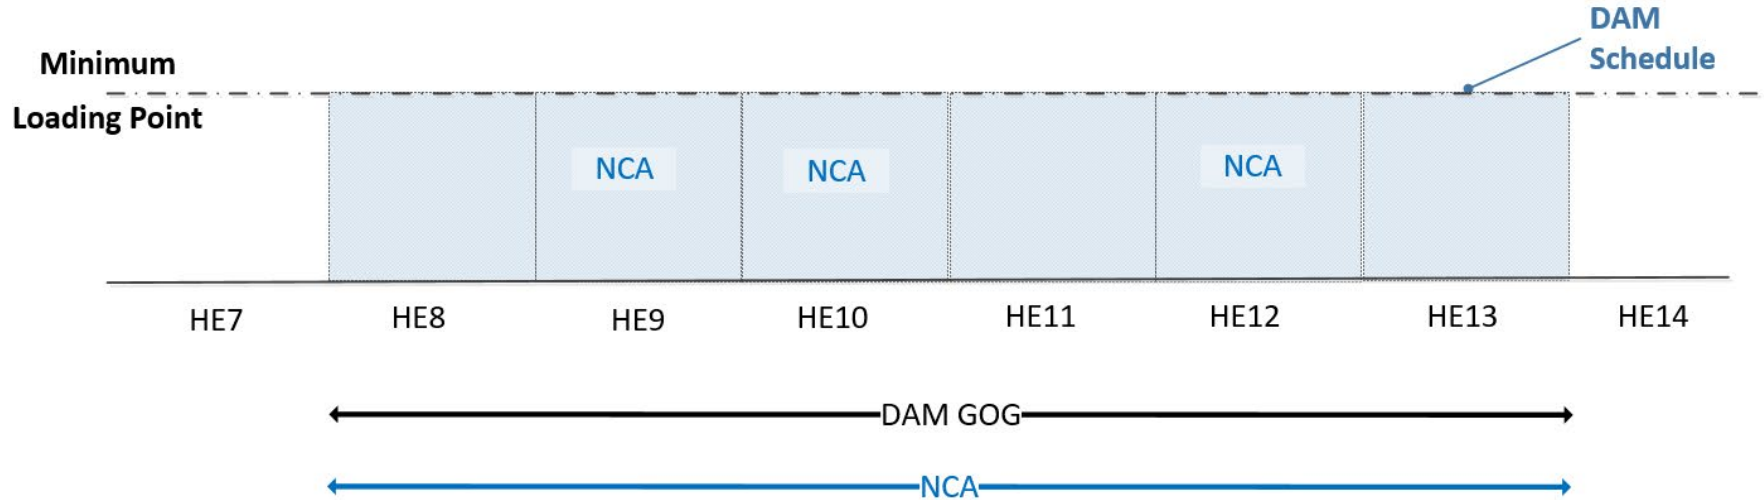 DAM
Schedule
Minimum
Loading Point
NCA
NCA
NCA
HE7
HE8
HE9
HE10
HE11
HE12
HE13
HE14
DAM GOG
NCA